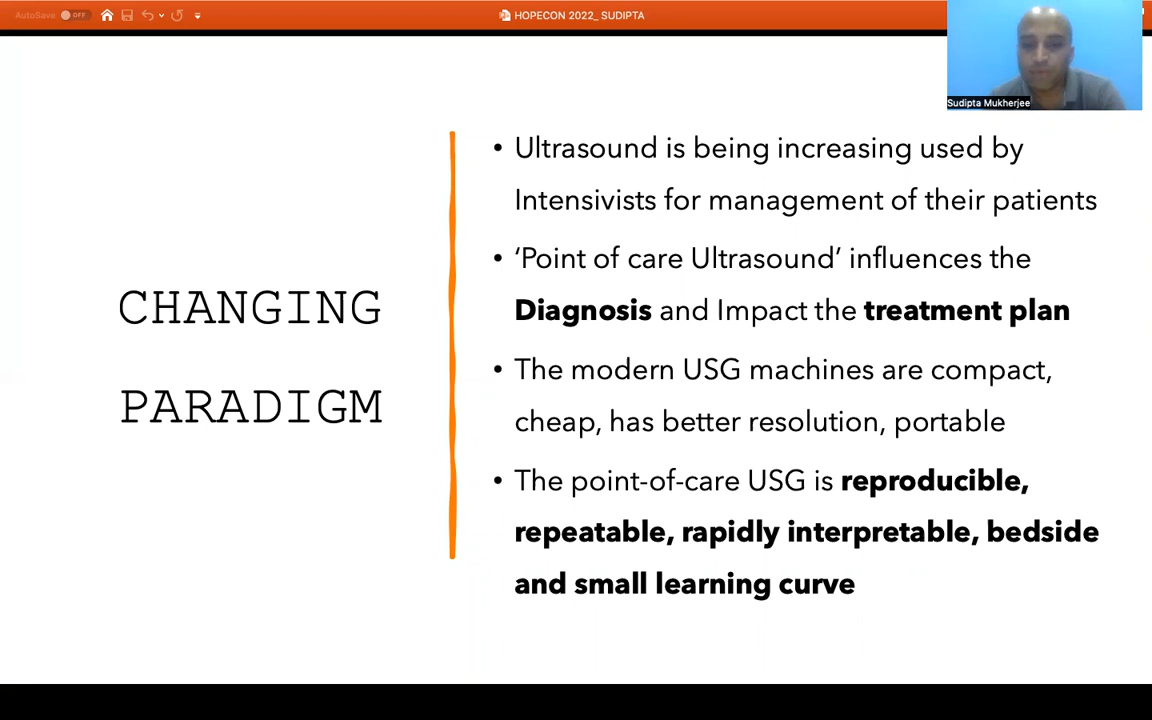 AutoSave OFF
HOPECON 2022_ SUDIPTA
Sudipta Mukherjee
CHANGING
PARADIGM
• Ultrasound is being increasing used by
Intensivists for management of their patients
• ‘Point of care Ultrasound’ influences the
Diagnosis and Impact the treatment plan
• The modern USG machines are compact,
cheap, has better resolution, portable
• The point-of-care USG is reproducible,
repeatable, rapidly interpretable, bedside
and small learning curve